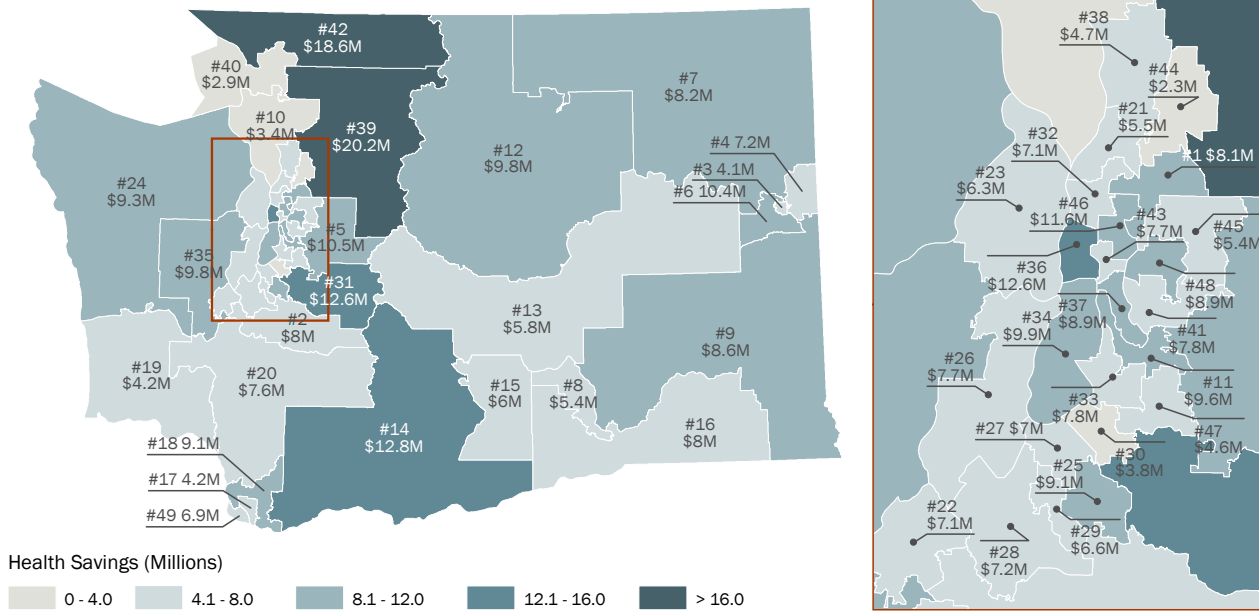 #42
$18.6M
#40
$2.9M
#7
$8.2M
#10
$3.4M
#39
$20.2M
#4 7.2M
#3 4.1M
#6 10.4M
#12
$9.8M
#24
$9.3M
#5
$10.5M
#35
$9.8M
#31
$12.6M
#13
$5.8M
#2
$8M
#9
$8.6M
#19
$4.2M
#20
$7.6M
#15
$6M
#8
$5.4M
#14
$12.8M
#16
$8M
#18 9.1M
#17 4.2M
#49 6.9M
Health Savings (Millions)
0 - 4.0
4.1 - 8.0
8.1 - 12.0
12.1 - 16.0
> 16.0
#38
$4.7M
#44
$2.3M
#21
$5.5M
#32
$7.1M
#1 $8.1M
#23
$6.3M
#46
$11.6M
#43
$7.7M
#45
$5.4M
#36
$12.6M
#48
$8.9M
#37
$8.9M
#34
$9.9M
#41
$7.8M
#26
$7.7M
#11
$9.6M
#33
$7.8M
#27 $7M
#47
$4.6M
#30
$3.8M
#25
$9.1M
#22
$7.1M
#29
$6.6M
#28
$7.2M